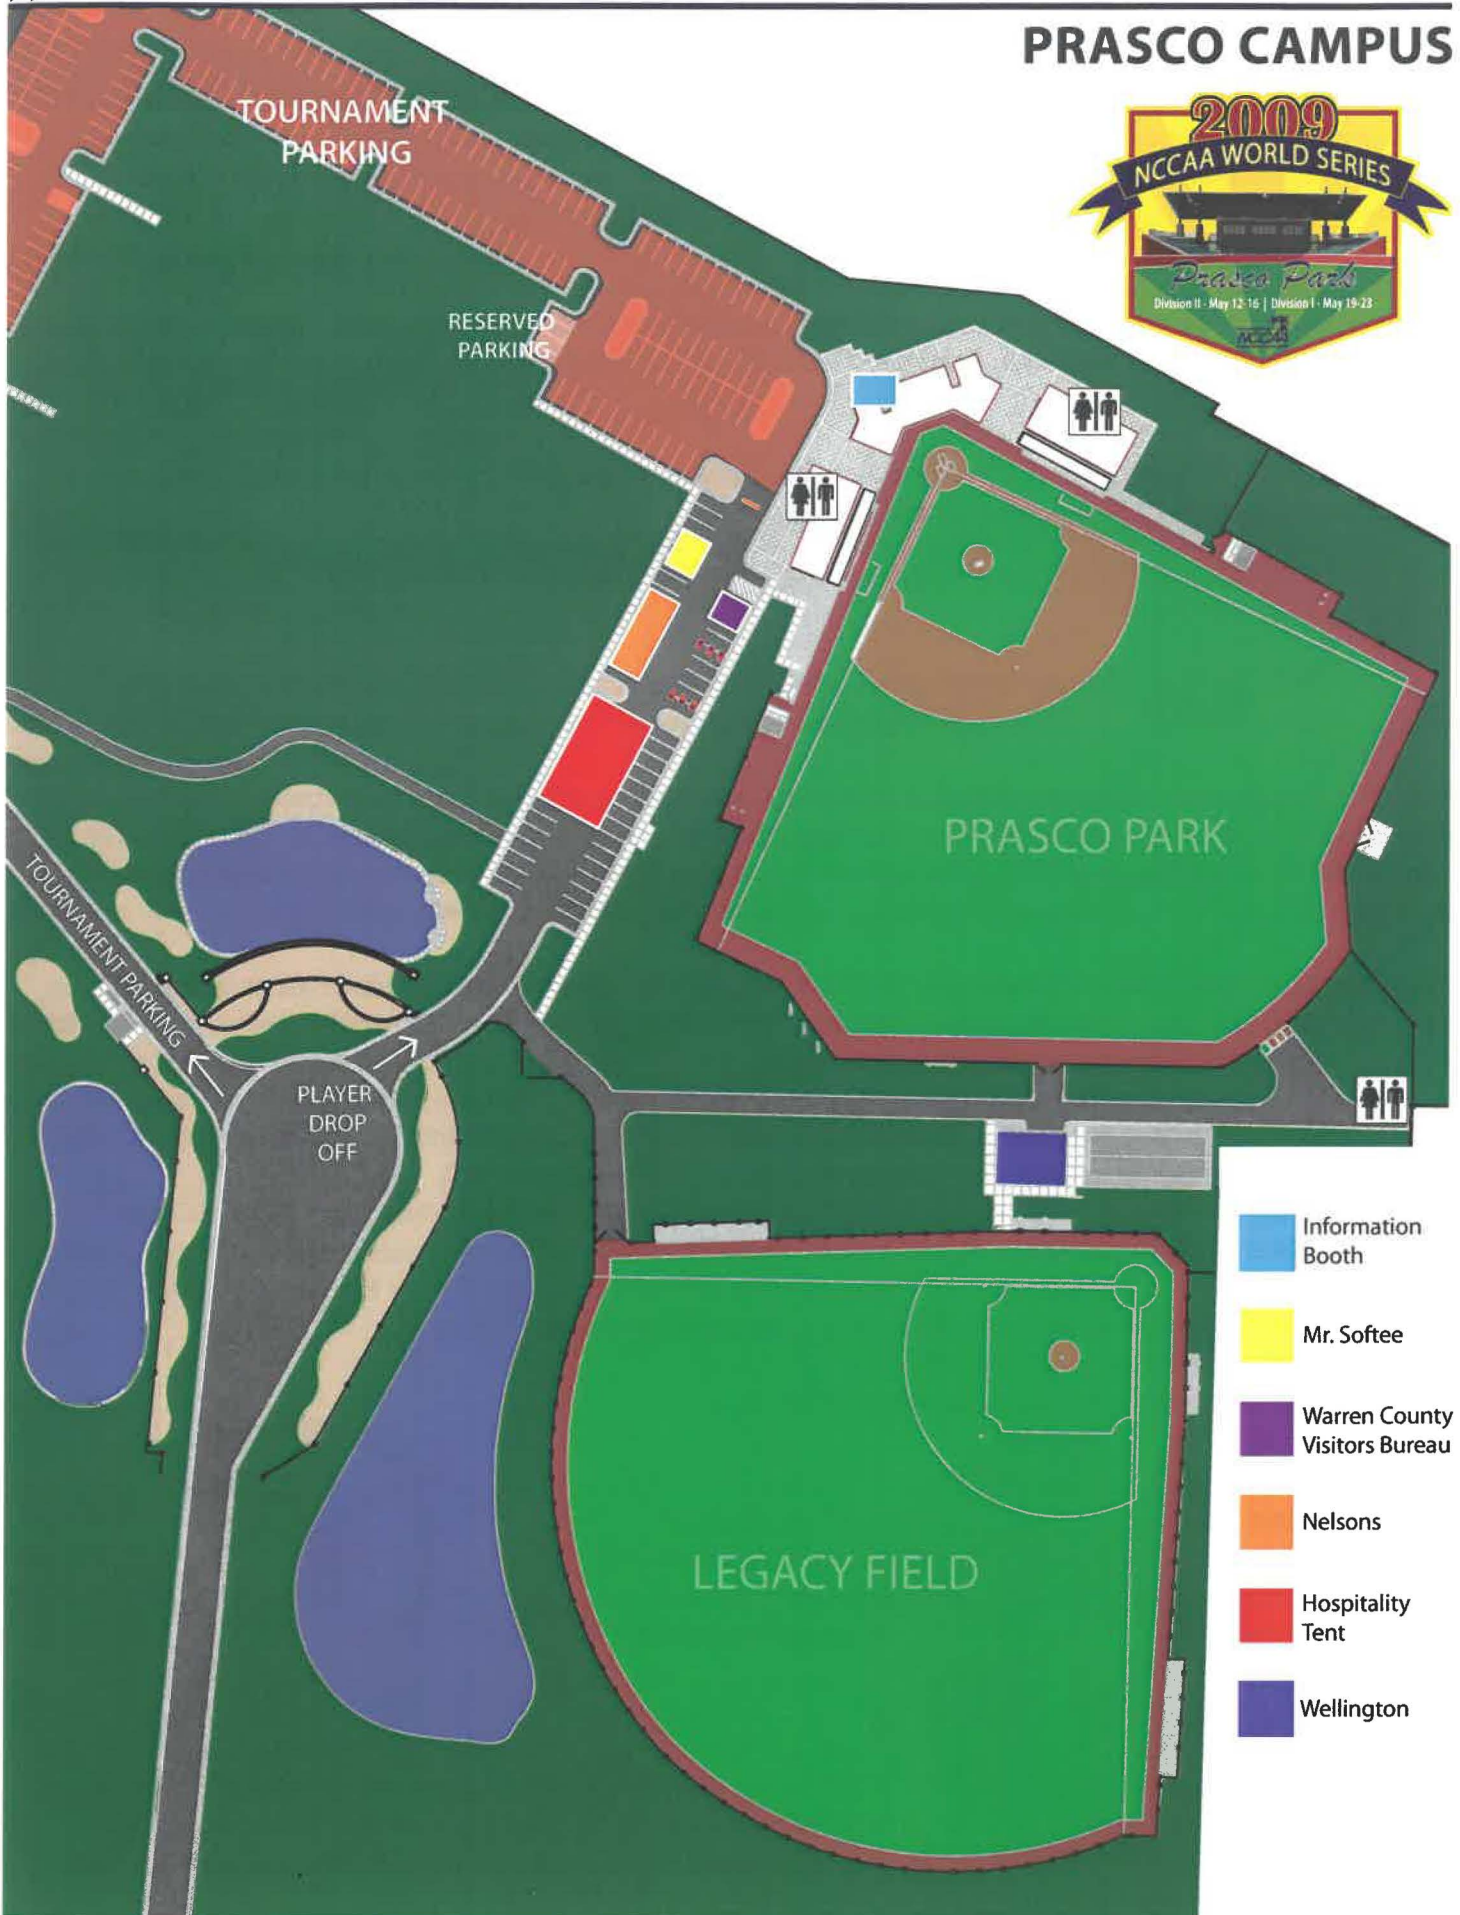 PRASCO CAMPUS
2009
NCCAA WORLD SERIES
Prasco Park
Division II - May 12-16 | Division I - May 19-23
NCCAA
TOURNAMENT
PARKING
RESERVED
PARKING
PRASCO PARK
TOURNAMENT PARKING
PLAYER
DROP
OFF
LEGACY FIELD
Information
Booth
Mr. Softee
Warren County
Visitors Bureau
Nelsons
Hospitality
Tent
Wellington